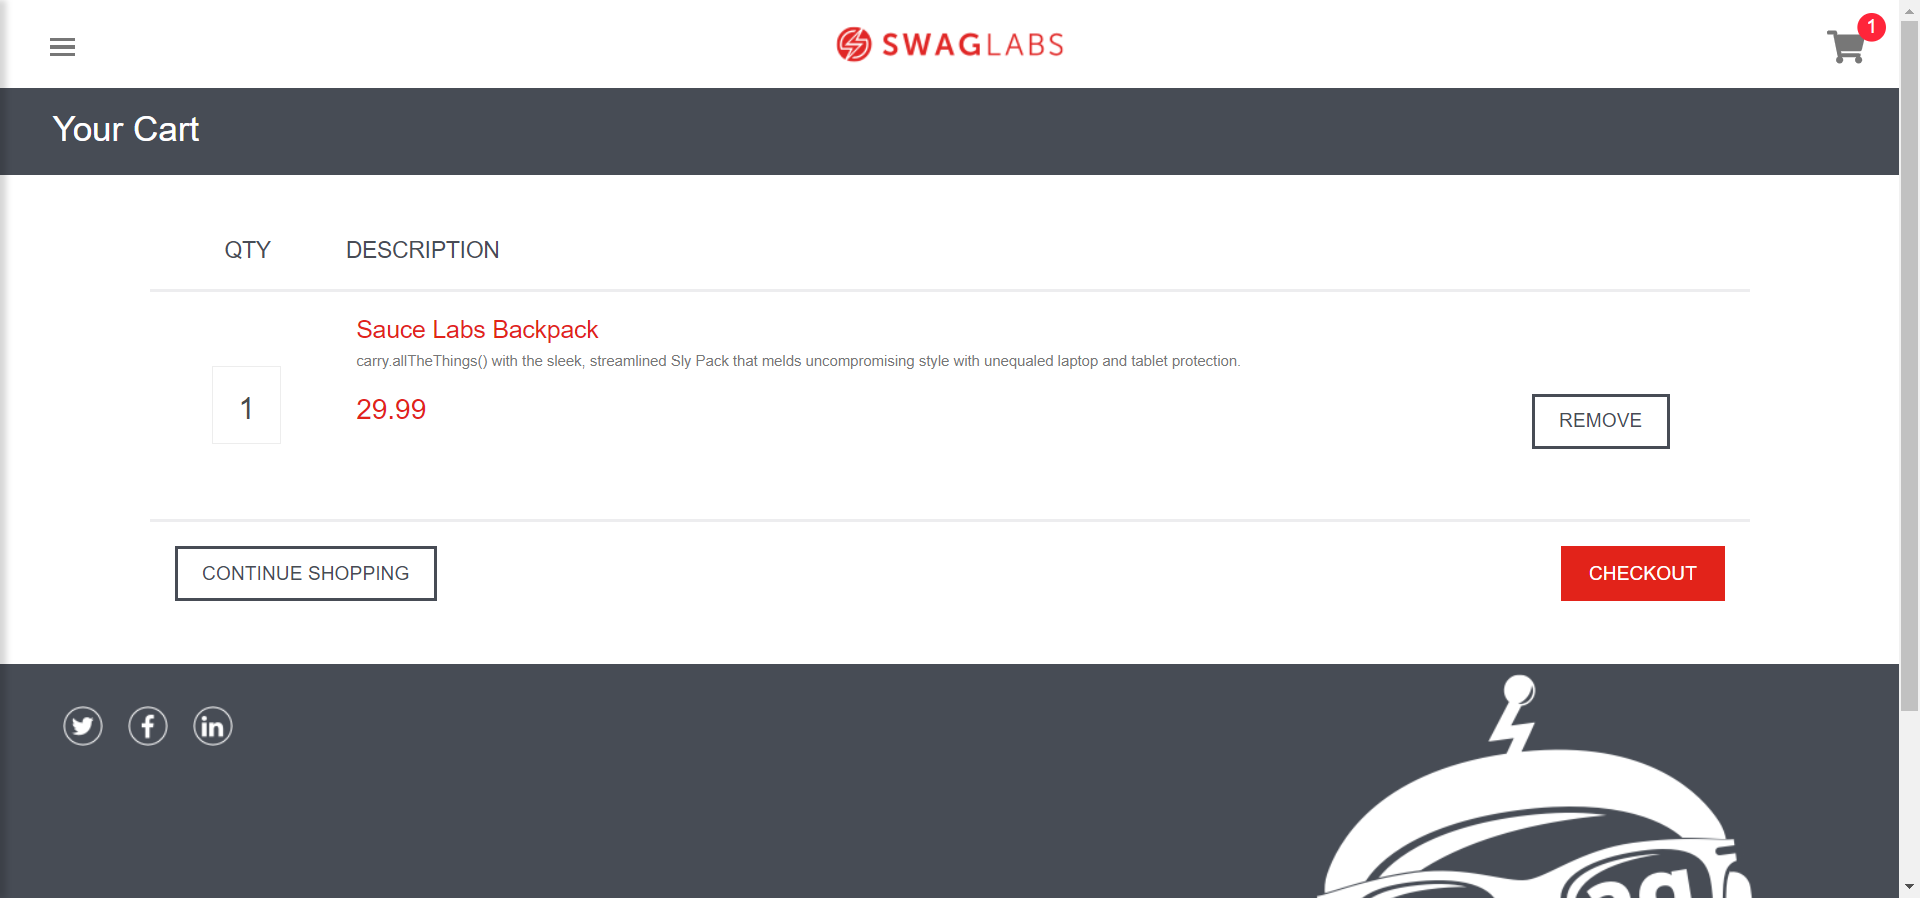 SWAGLABS
1
Your Cart
QTY DESCRIPTION
Sauce Labs Backpack
carry.allTheThings() with the sleek, streamlined Sly Pack that melds uncompromising style with unequaled laptop and tablet protection.
1
29.99
REMOVE
CONTINUE SHOPPING
CHECKOUT